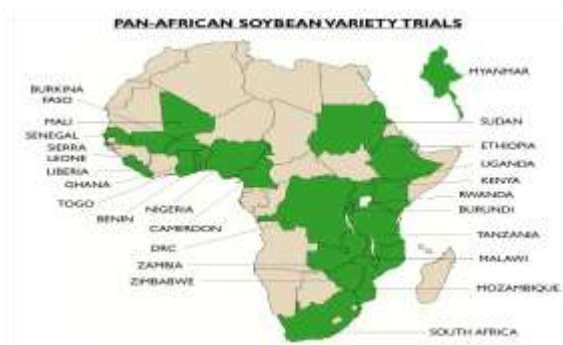 PAN-AFRICAN SOYBEAN VARIETY TRIALS
BURKINA
FASO
MALI
SENEGAL
SIERRA
LEONE
LIBERIA
GHANA
TOGO
BENIN
NIGERIA
CAMEROON
DRC
ZAMBIA
ZIMBABWE
MYANMAR
SUDAN
ETHIOPIA
UGANDA
KENYA
RWANDA
BURUNDI
TANZANIA
MALAWI
MOZAMBIQUE
SOUTH AFRICA